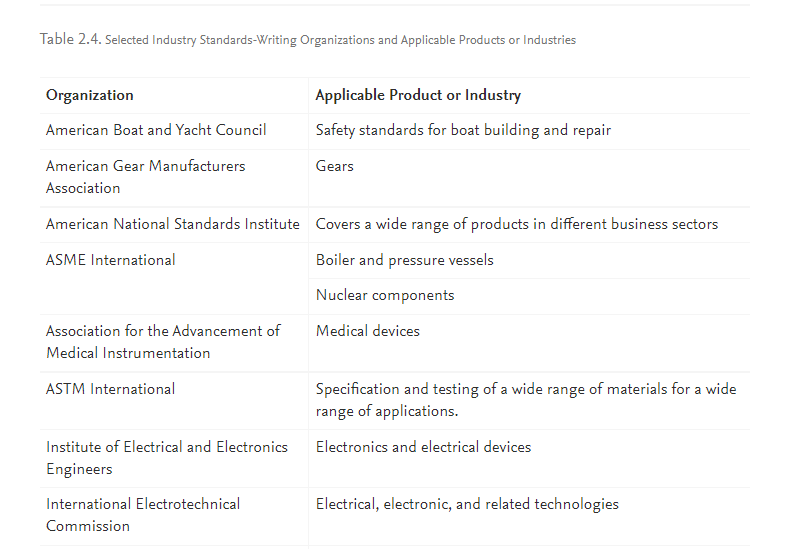 Table 2.4. Selected Industry Standards-Writing Organizations and Applicable Products or Industries
Organization Applicable Product or Industry
American Boat and Yacht Council Safety standards for boat building and repair
American Gear Manufacturers Gears
Association
American National Standards Institute Covers a wide range of products in different business sectors
ASME International Boiler and pressure vessels
Nuclear components
Association for the Advancement of Medical devices
Medical Instrumentation
ASTM International Specification and testing of a wide range of materials for a wide
range of applications.
Institute of Electrical and Electronics Electronics and electrical devices
Engineers
International Electrotechnical Electrical, electronic, and related technologies
Commission